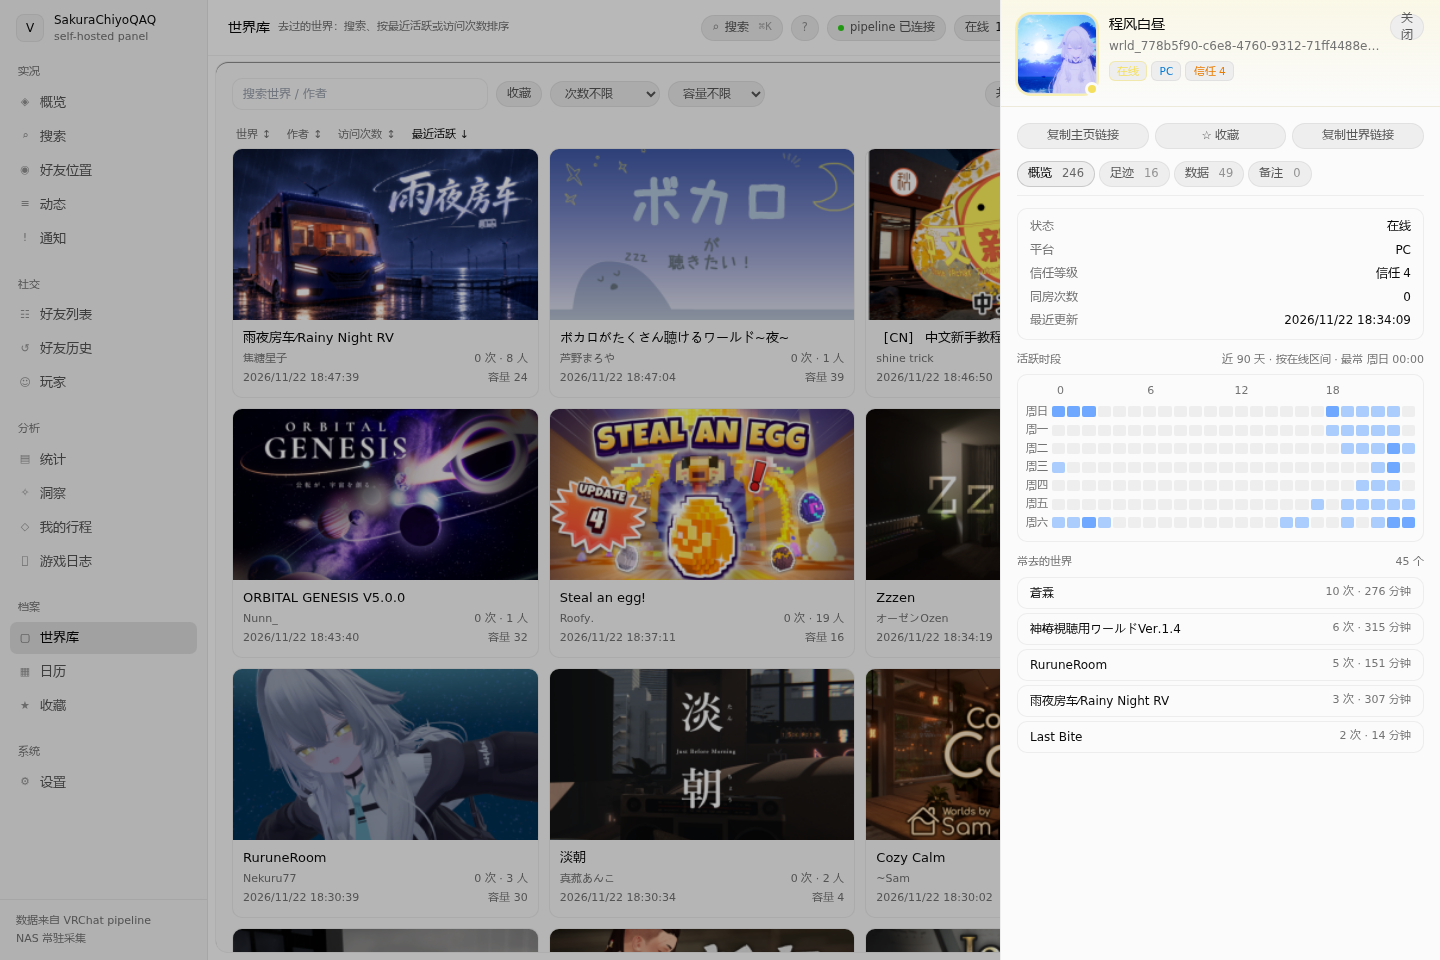 V
SakuraChiyoQAQ
self-hosted panel
实况
概览
搜索
好友位置
动态
通知
社交
好友列表
好友历史
玩家
分析
统计
洞察
我的行程
游戏日志
档案
世界库
日历
收藏
系统
设置
数据来自 VRChat pipeline
NAS 常驻采集
世界库 去过的世界：搜索、按最近活跃或访问次数排序
搜索 ⌘K
?
pipeline 已连接
在线 1
搜索世界 / 作者
收藏
次数不限
容量不限
世界 ↕ 作者 ↕ 访问次数 ↕ 最近活跃 ↓
雨夜房车
ボカロ
が
聴きたい！
zzz
秘
雨夜房车⁄Rainy Night RV
焦糖里子 0 次 · 8 人
2026/11/22 18:47:39 容量 24
ボカロがたくさん聴けるワールド~夜~
芦野まろや 0 次 · 1 人
2026/11/22 18:47:04 容量 39
[CN] 中文新手教程
shine trick
2026/11/22 18:46:50
ORBITAL
GENESIS
STEAL AN EGG
UPDATE
4
Zz
ORBITAL GENESIS V5.0.0
Nunn_ 0 次 · 1 人
2026/11/22 18:43:40 容量 32
Steal an egg!
Roofy. 0 次 · 19 人
2026/11/22 18:37:11 容量 16
Zzzen
オーゼンOzen
2026/11/22 18:34:19
淡
たん
Just Before Morning
朝
Co
Co
Worlds by
Sam
RuruneRoom
Nekuru77 0 次 · 3 人
2026/11/22 18:30:39 容量 30
淡朝
真菰あんこ 0 次 · 2 人
2026/11/22 18:30:34 容量 4
Cozy Calm
~Sam
2026/11/22 18:30:02
程风白昼
wrld_778b5f90-c6e8-4760-9312-71ff4488e...
在线 PC 信任 4
关闭
复制主页链接 ☆ 收藏 复制世界链接
概览 246 足迹 16 数据 49 备注 0
状态 在线
平台 PC
信任等级 信任 4
同房次数 0
最近更新 2026/11/22 18:34:09
活跃时段 近 90 天 · 按在线区间 · 最常 周日 00:00
0 6 12 18
周日
周一
周二
周三
周四
周五
周六
常去的世界 45 个
蒼霖 10 次 · 276 分钟
神椿視聴用ワールドVer.1.4 6 次 · 315 分钟
RuruneRoom 5 次 · 151 分钟
雨夜房车⁄Rainy Night RV 3 次 · 307 分钟
Last Bite 2 次 · 14 分钟